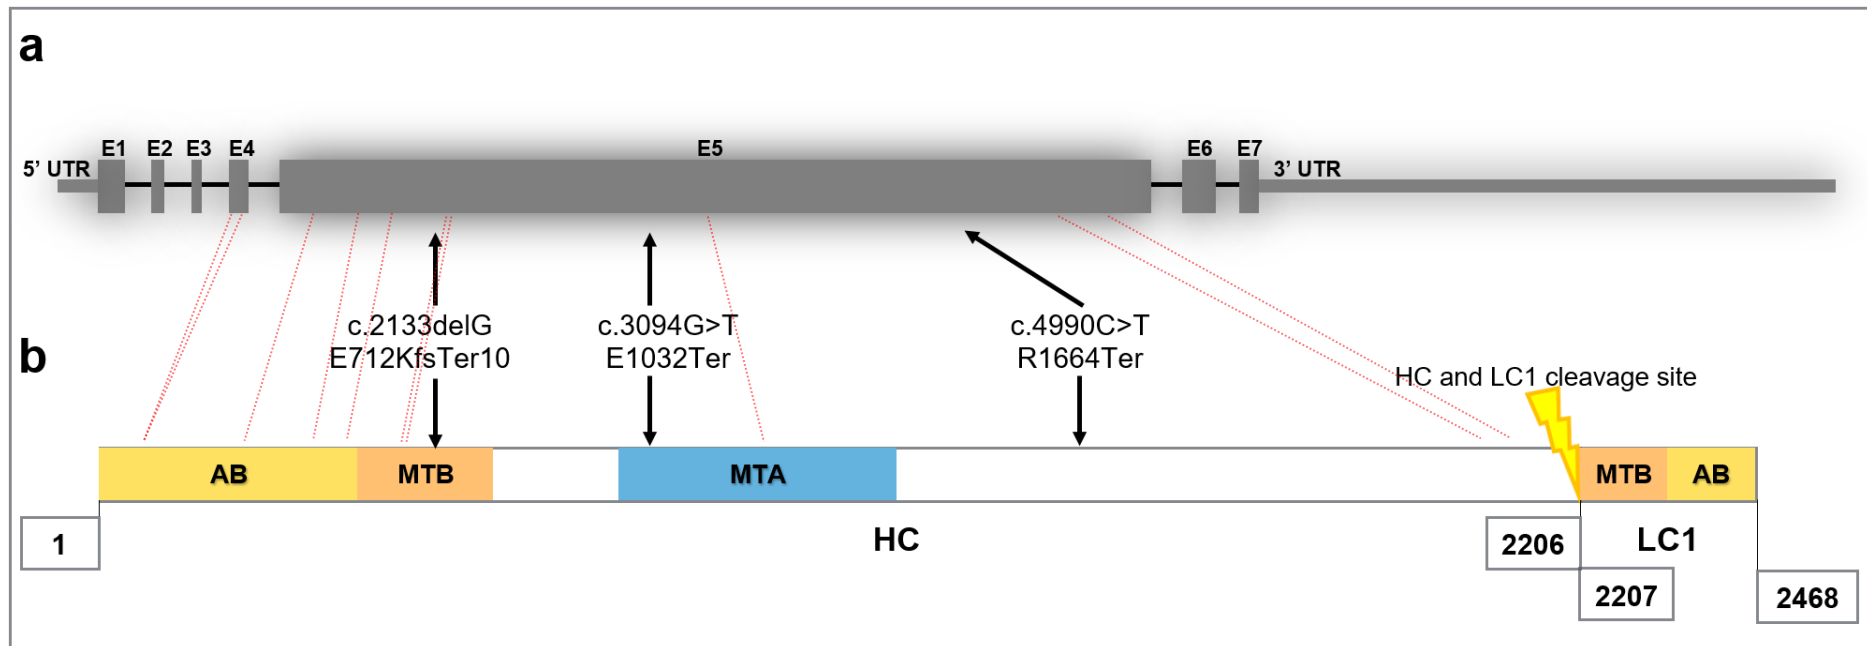 a
E1 E2 E3 E4 E5 E6 E7
5’ UTR 3’ UTR
c.2133delG
E712KfsTer10
c.3094G>T
E1032Ter
c.4990C>T
R1664Ter
b
HC and LC1 cleavage site
AB MTB MTA MTB AB
1 HC 2206 LC1
2207 2468